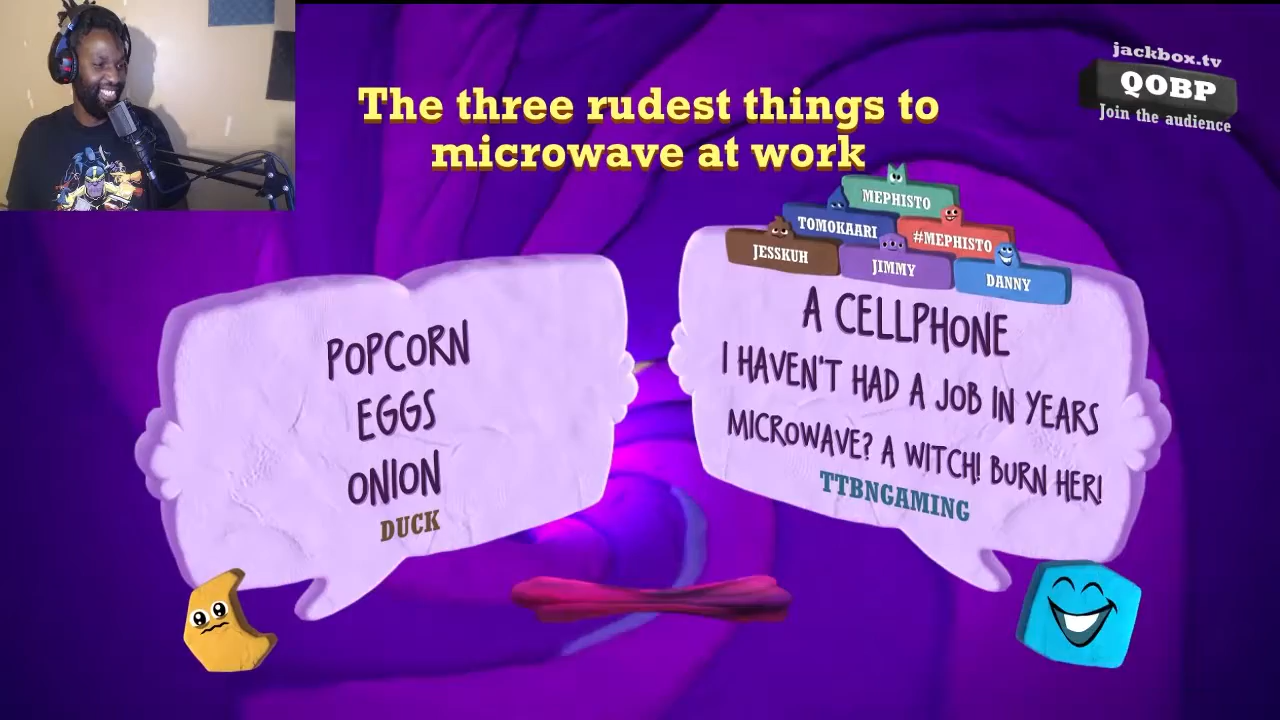 jackbox.tv
QOBP
Join the audience
The three rudest things to
microwave at work
MEPHISTO
TOMOKAARI
#MEPHISTO
JESSKUH
JIMMY
DANNY
POPCORN
EGGS
ONION
DUCK
A CELLPHONE
I HAVEN'T HAD A JOB IN YEARS
MICROWAVE? A WITCH! BURN HER!
TTBNGAMING